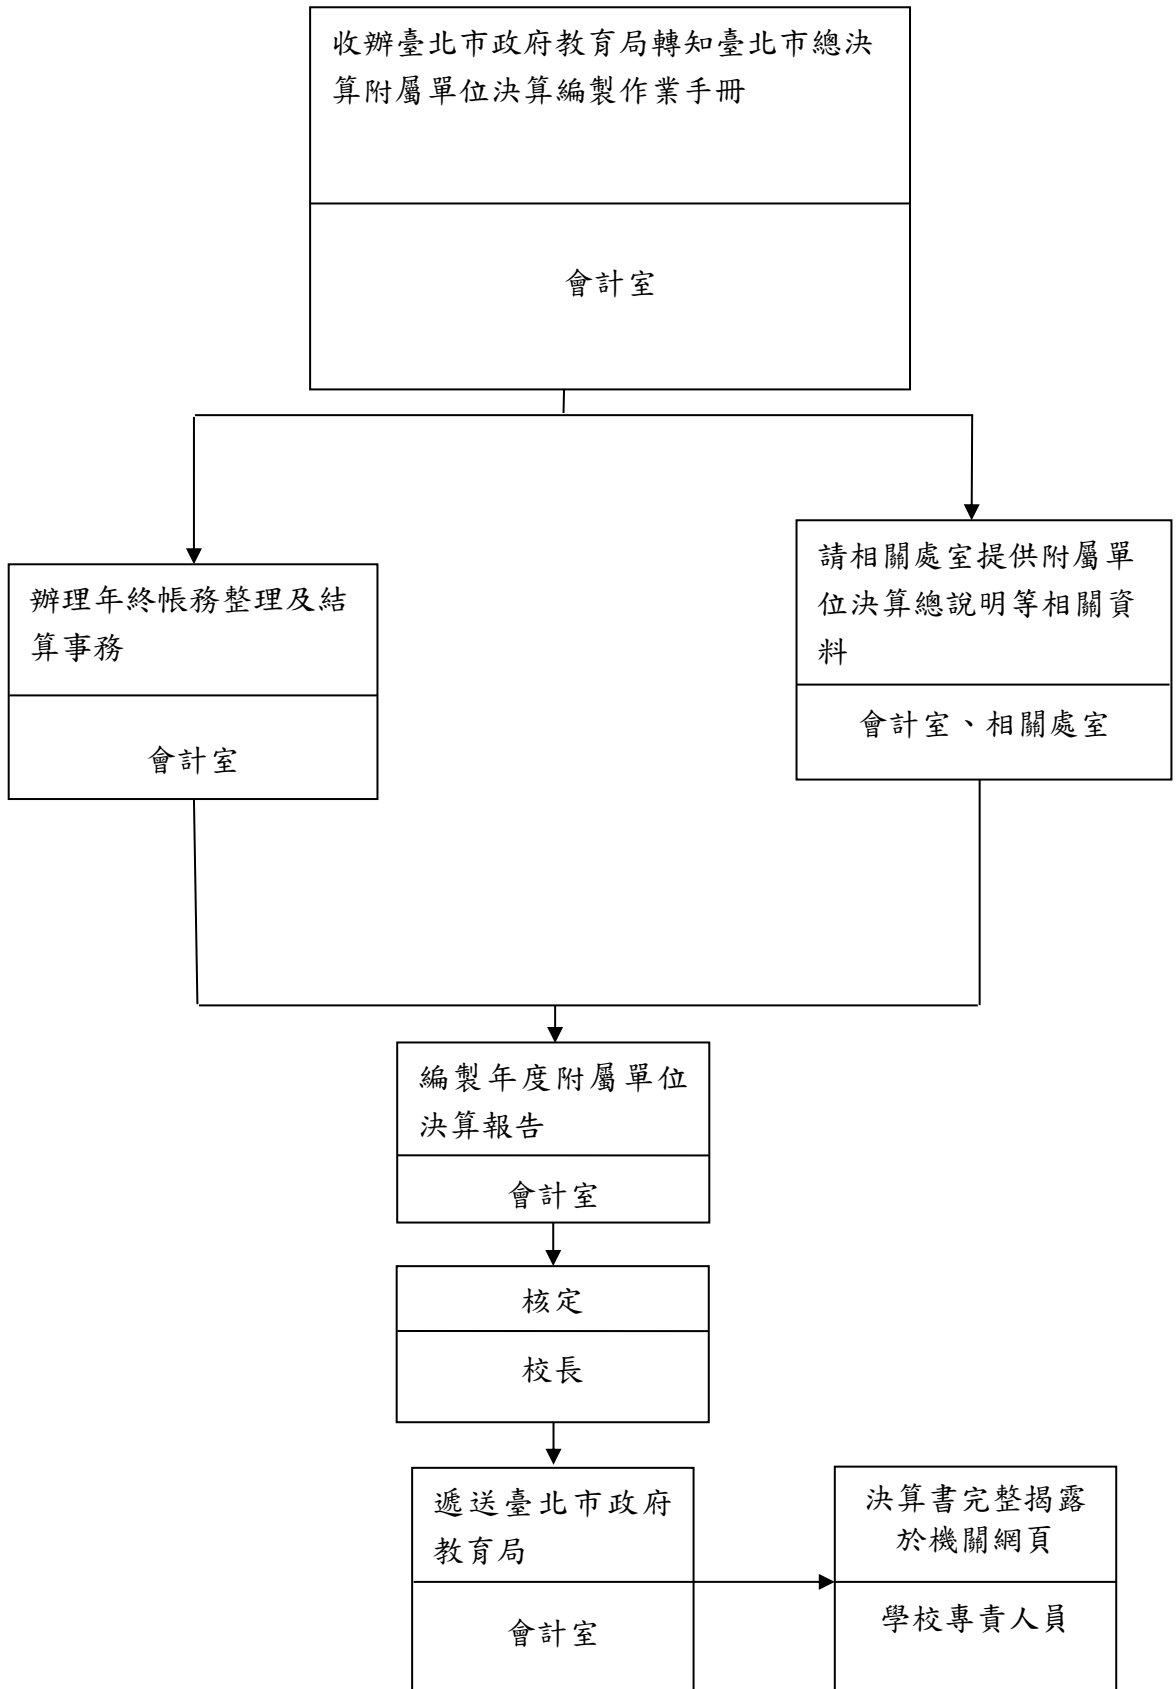 收辦臺北市政府教育局轉知臺北市總決
算附屬單位決算編製作業手冊
會計室
辦理年終帳務整理及結
算事務
會計室
請相關處室提供附屬單
位決算總說明等相關資
料
會計室、相關處室
編製年度附屬單位
決算報告
會計室
核定
校長
遞送臺北市政府
教育局
會計室
決算書完整揭露
於機關網頁
學校專責人員